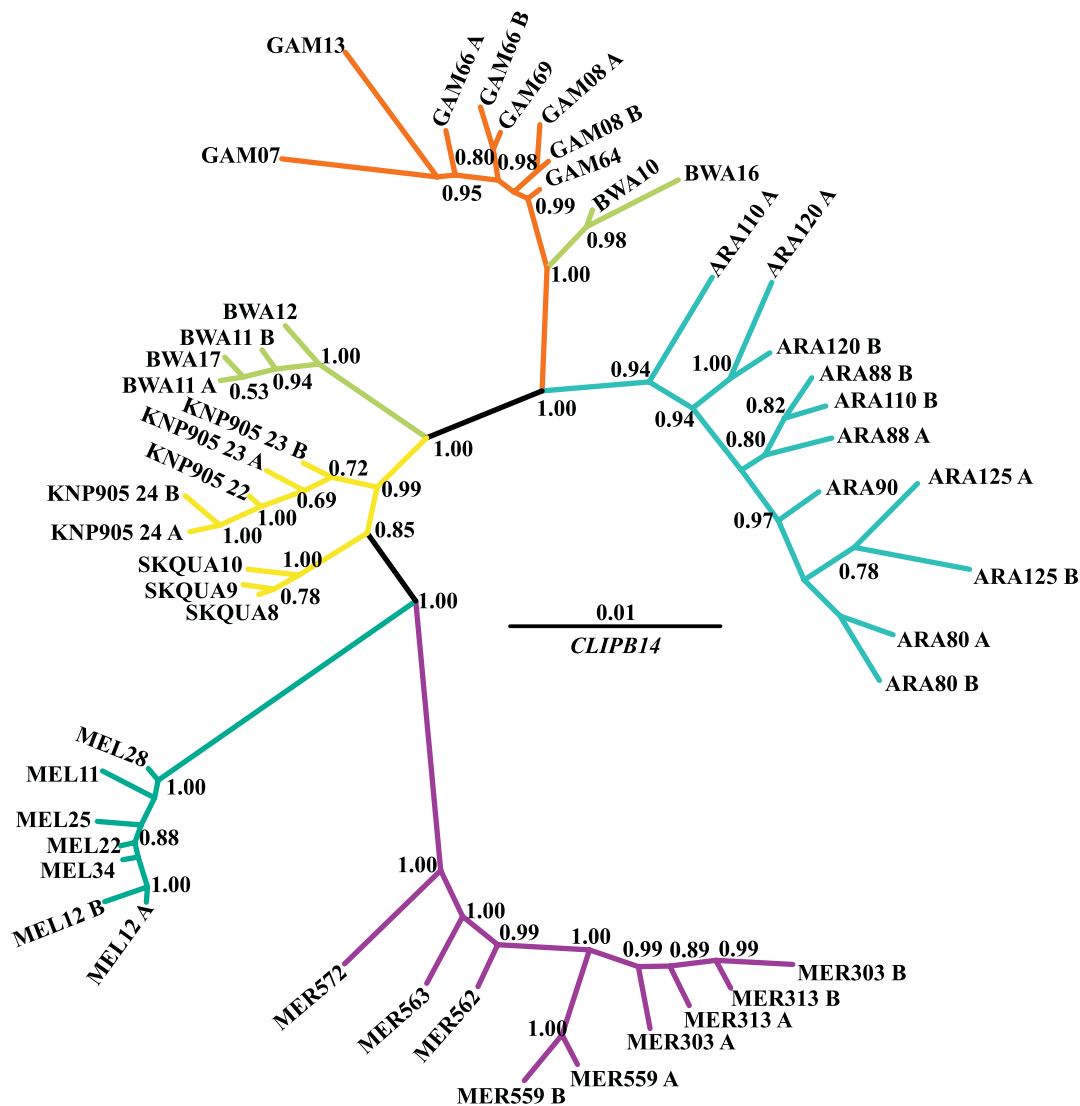 GAM13
GAM66 A
GAM66 B
GAM69
GAM08 A
GAM08 B
GAM64
GAM07
0.80
0.98
0.95
0.99
BWA10
BWA16
0.98
1.00
ARA110 A
ARA120 A
BWA12
BWA11 B
BWA17
BWA11 A
1.00
0.94
0.53
0.94
1.00
ARA120 B
ARA88 B
ARA110 B
ARA88 A
0.82
0.94
0.80
1.00
1.00
KNP905 23 B
KNP905 23 A
KNP905 22
KNP905 24 B
KNP905 24 A
0.72
0.69
0.99
1.00
1.00
0.85
ARA90
ARA125 A
0.97
0.78
ARA125 B
SKQUA10
SKQUA9
SKQUA8
1.00
0.78
1.00
0.01
CLIPB14
ARA80 A
ARA80 B
MEL28
MEL11
1.00
MEL25
MEL22
0.88
MEL34
1.00
MEL12 B
MEL12 A
1.00
1.00
0.99
1.00
0.99
0.89
0.99
MER572
MER563
MER562
MER303 B
MER313 B
MER313 A
MER303 A
1.00
MER559 A
MER559 B